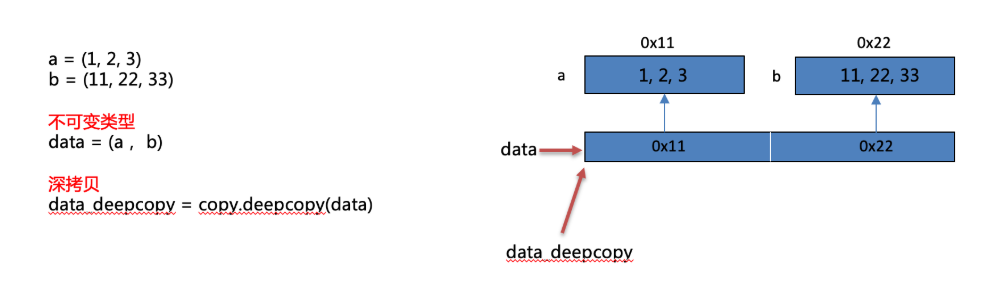 a = (1, 2, 3)
b = (11, 22, 33)
不可变类型
data = (a ,  b)
深拷贝
data_deepcopy = copy.deepcopy(data)
0x11
0x22
a
1, 2, 3
b
11, 22, 33
data
0x11
0x22
data_deepcopy